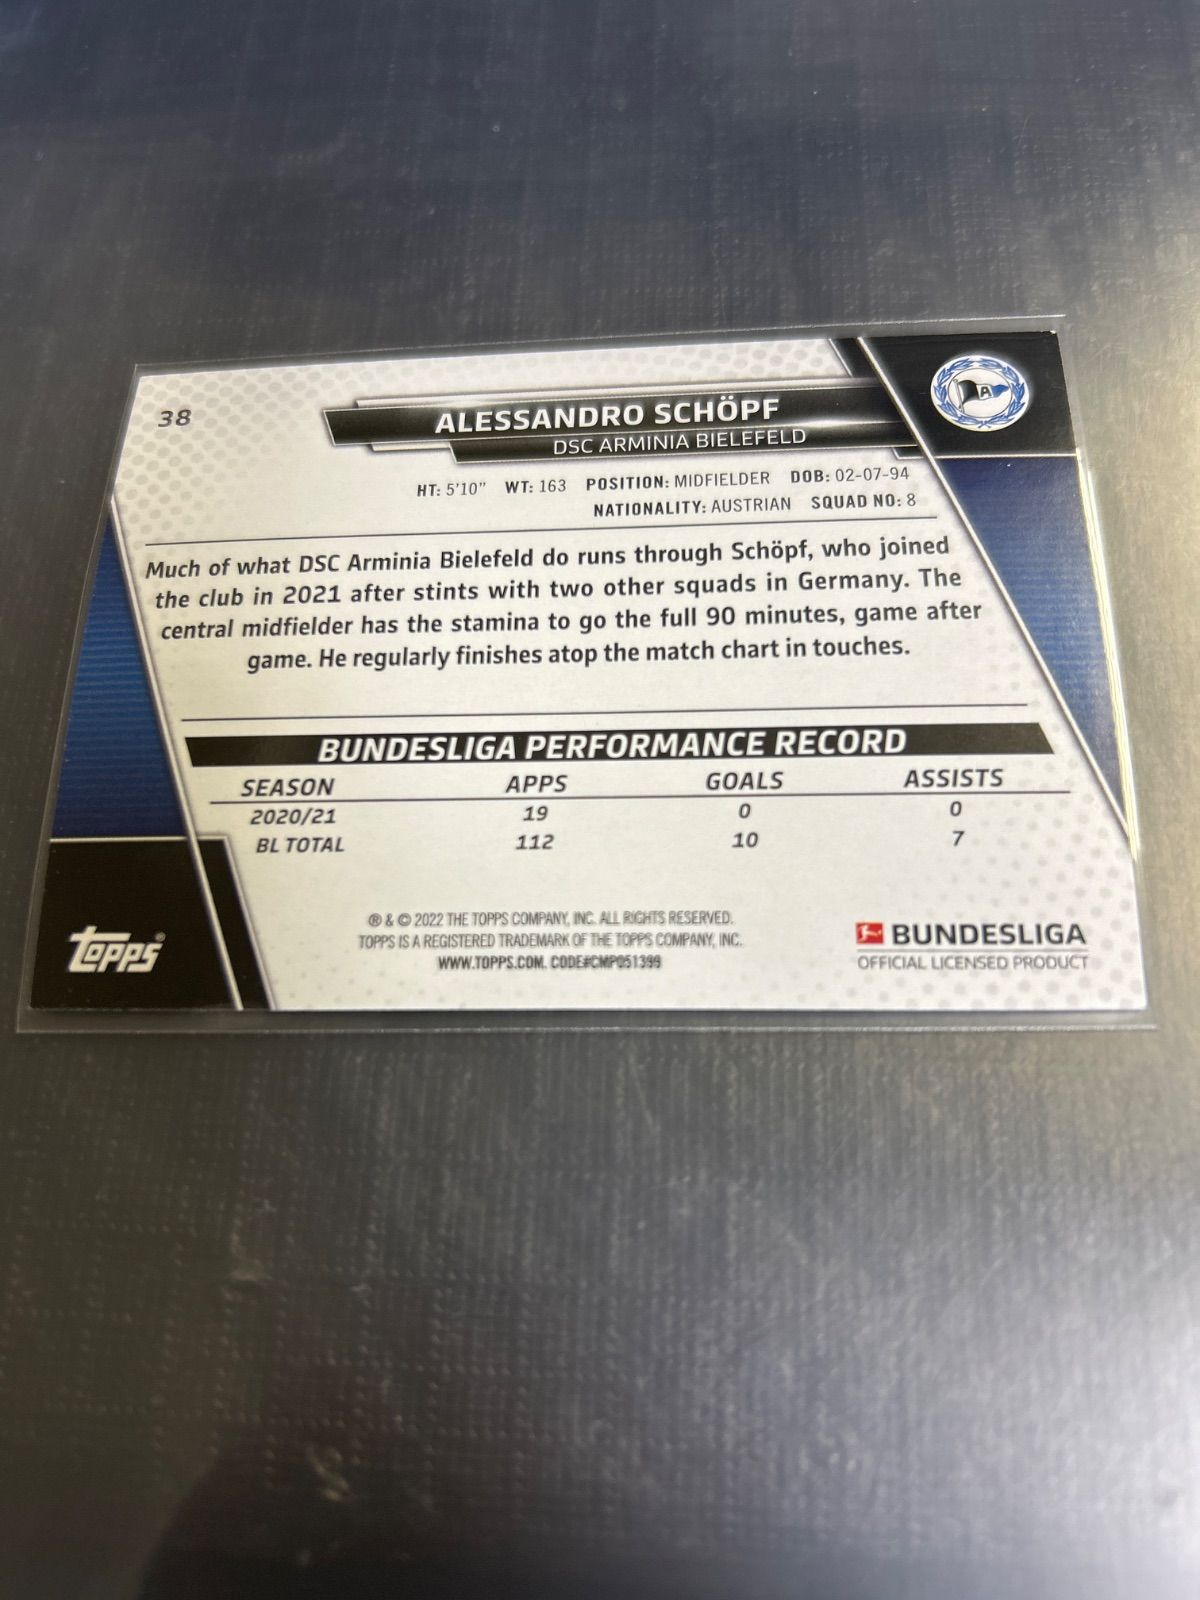 38
ALESSANDRO SCHÖPF
DSC ARMINIA BIELEFELD
A
HT: 5'10" WT: 163 POSITION: MIDFIELDER DOB: 02-07-94
NATIONALITY: AUSTRIAN SQUAD NO: 8
Much of what DSC Arminia Bielefeld do runs through Schöpf, who joined
the club in 2021 after stints with two other squads in Germany. The
central midfielder has the stamina to go the full 90 minutes, game after
game. He regularly finishes atop the match chart in touches.
BUNDESLIGA PERFORMANCE RECORD
SEASON APPS GOALS ASSISTS
2020/21 19 0 0
BL TOTAL 112 10 7
® & © 2022 THE TOPPS COMPANY, INC. ALL RIGHTS RESERVED.
TOPPS IS A REGISTERED TRADEMARK OF THE TOPPS COMPANY, INC.
WWW.TOPPS.COM. CODE#CMP051399
TOPPS®
BUNDESLIGA
OFFICIAL LICENSED PRODUCT